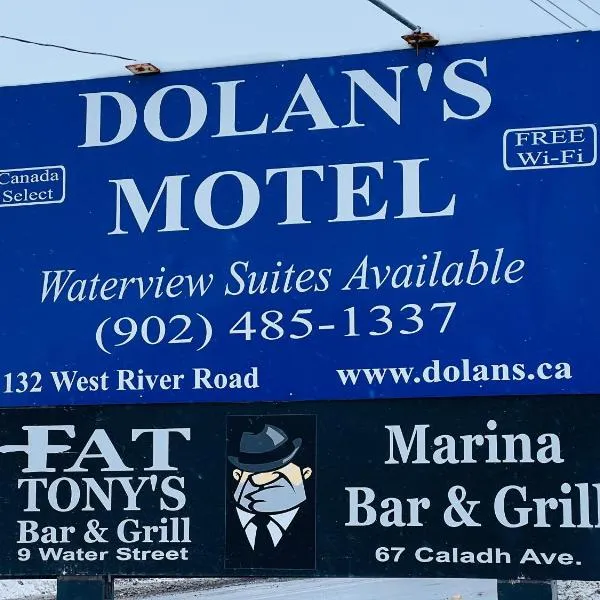 DOLAN'S
MOTEL
Canada
Select
FREE
Wi-Fi
Waterview Suites Available
(902) 485-1337
132 West River Road
www.dolans.ca
FAT
TONY'S
Bar & Grill
9 Water Street
Marina
Bar & Grill
67 Caladh Ave.